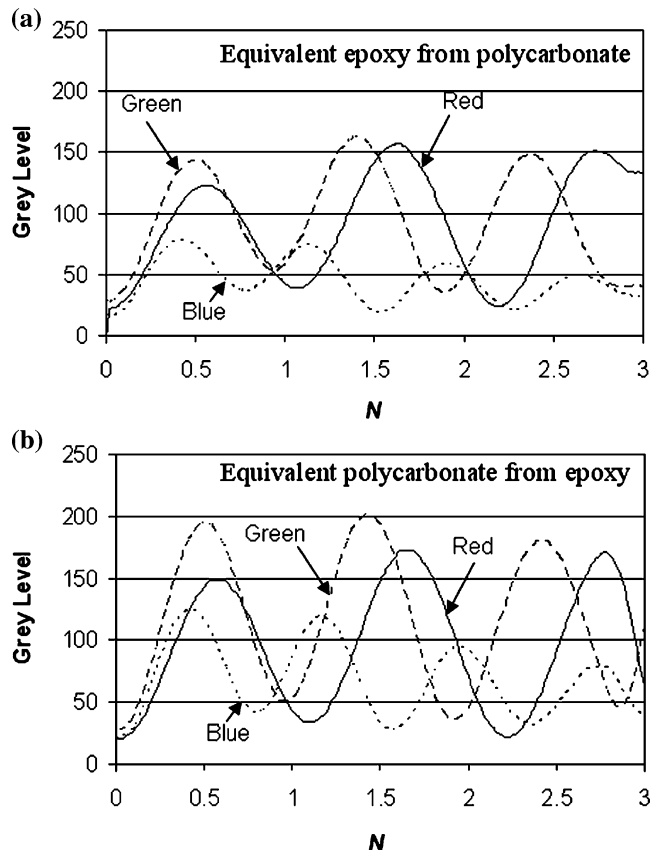 (a)
250
200
150
100
50
0
Grey Level
Equivalent epoxy from polycarbonate
Green
Red
Blue
0 0.5 1 1.5 2 2.5 3
N
(b)
250
200
150
100
50
0
Grey Level
Equivalent polycarbonate from epoxy
Green
Red
Blue
0 0.5 1 1.5 2 2.5 3
N